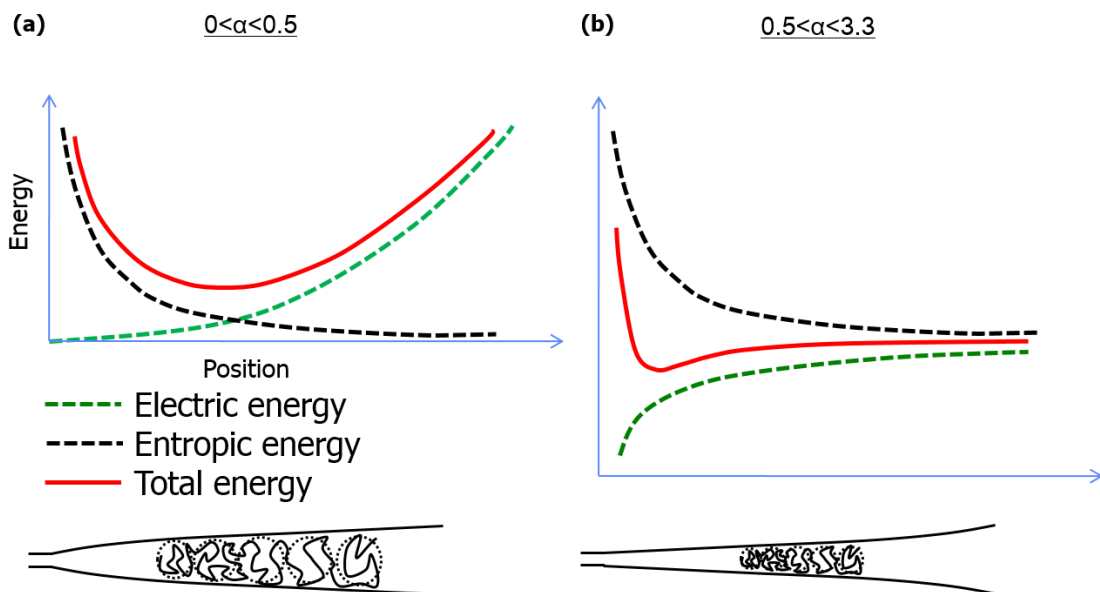 (a) 0<α<0.5
(b) 0.5<α<3.3
Energy
Position
Electric energy
Entropic energy
Total energy